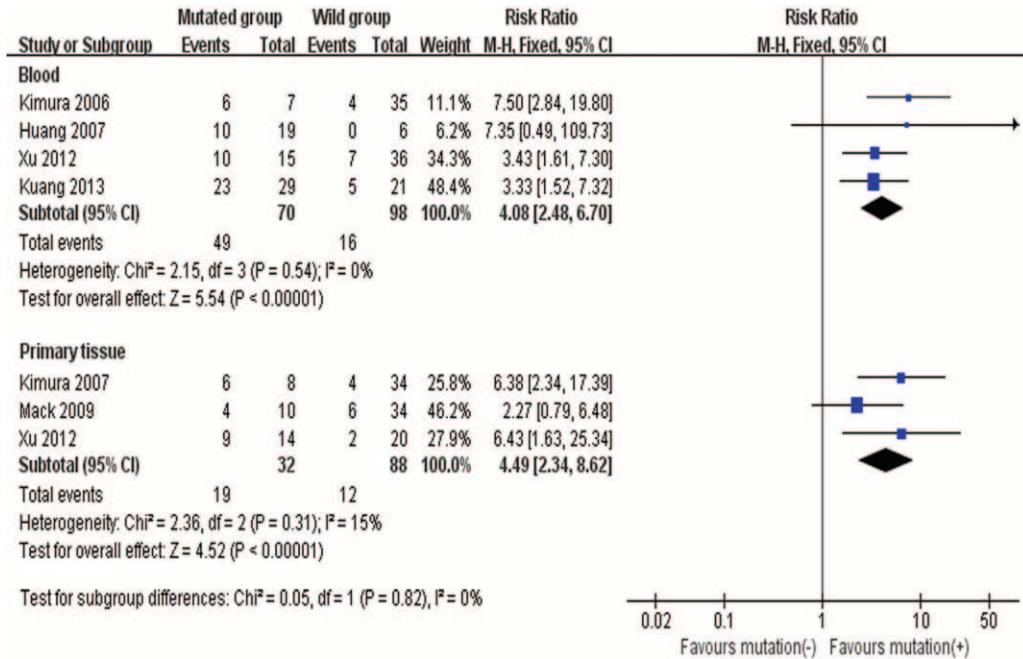 Mutated group Wild group Risk Ratio Risk Ratio
Study or Subgroup Events Total Events Total Weight M-H, Fixed, 95% CI M-H, Fixed, 95% CI
Blood
Kimura 2006 6 7 4 35 11.1% 7.50 [2.84, 19.80]
Huang 2007 10 19 0 6 6.2% 7.35 [0.49, 109.73]
Xu 2012 10 15 7 36 34.3% 3.43 [1.61, 7.30]
Kuang 2013 23 29 5 21 48.4% 3.33 [1.52, 7.32]
Subtotal (95% CI) 70 98 100.0% 4.08 [2.48, 6.70]
Total events 49 16
Heterogeneity: Chi² = 2.15, df = 3 (P = 0.54); I² = 0%
Test for overall effect: Z = 5.54 (P < 0.00001)
Primary tissue
Kimura 2007 6 8 4 34 25.8% 6.38 [2.34, 17.39]
Mack 2009 4 10 6 34 46.2% 2.27 [0.79, 6.48]
Xu 2012 9 14 2 20 27.9% 6.43 [1.63, 25.34]
Subtotal (95% CI) 32 88 100.0% 4.49 [2.34, 8.62]
Total events 19 12
Heterogeneity: Chi² = 2.36, df = 2 (P = 0.31); I² = 15%
Test for overall effect: Z = 4.52 (P < 0.00001)
Test for subgroup differences: Chi² = 0.05, df = 1 (P = 0.82), I² = 0%
0.02 0.1 1 10 50
Favours mutation(-) Favours mutation(+)